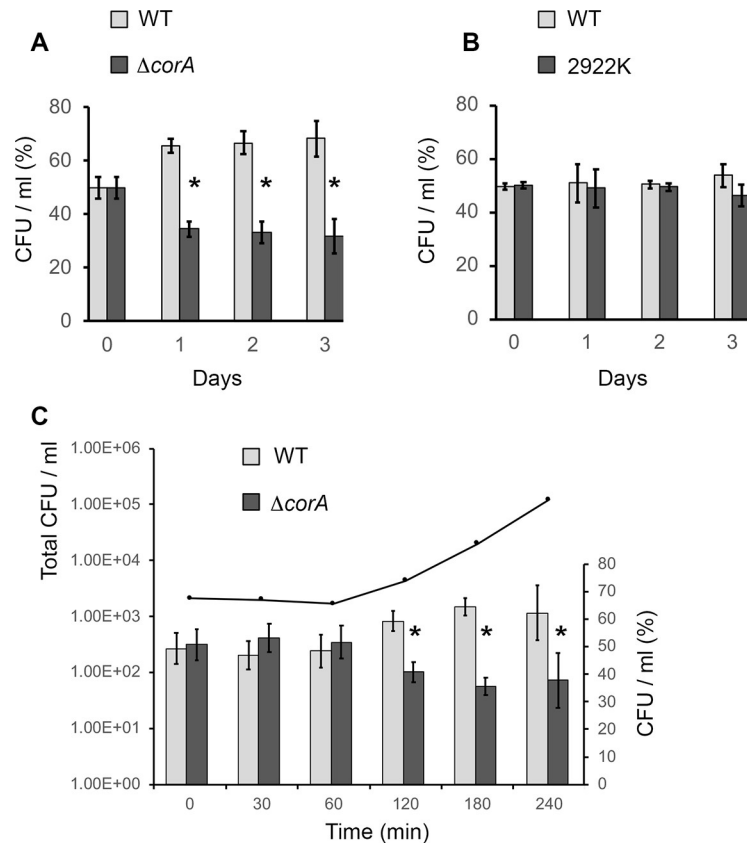 A
WT
ΔcorA
CFU / ml (%)
80
60
40
20
0
*
*
*
0 1 2 3
Days
B
WT
2922K
CFU / ml (%)
80
60
40
20
0
0 1 2 3
Days
C
WT
ΔcorA
Total CFU / ml
1.00E+06
1.00E+05
1.00E+04
1.00E+03
1.00E+02
1.00E+01
1.00E+00
*
*
*
80
70
60
50
40
30
20
10
0
CFU / ml (%)
0 30 60 120 180 240
Time (min)